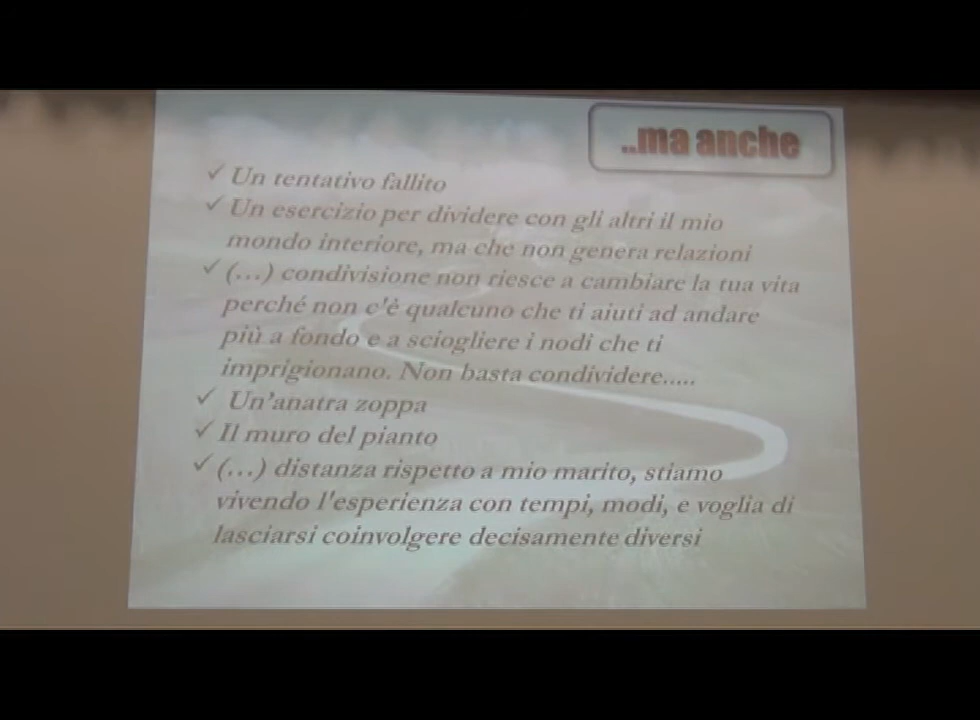 ..ma anche
✓ Un tentativo fallito
✓ Un esercizio per dividere con gli altri il mio
mondo interiore, ma che non genera relazioni
✓ (...) condivisione non riesce a cambiare la tua vita
perché non c'è qualcuno che ti aiuti ad andare
più a fondo e a sciogliere i nodi che ti
imprigionano. Non basta condividere.....
✓ Un'anatra zoppa
✓ Il muro del pianto
✓ (...) distanza rispetto a mio marito, stiamo
vivendo l'esperienza con tempi, modi, e voglia di
lasciarsi coinvolgere decisamente diversi